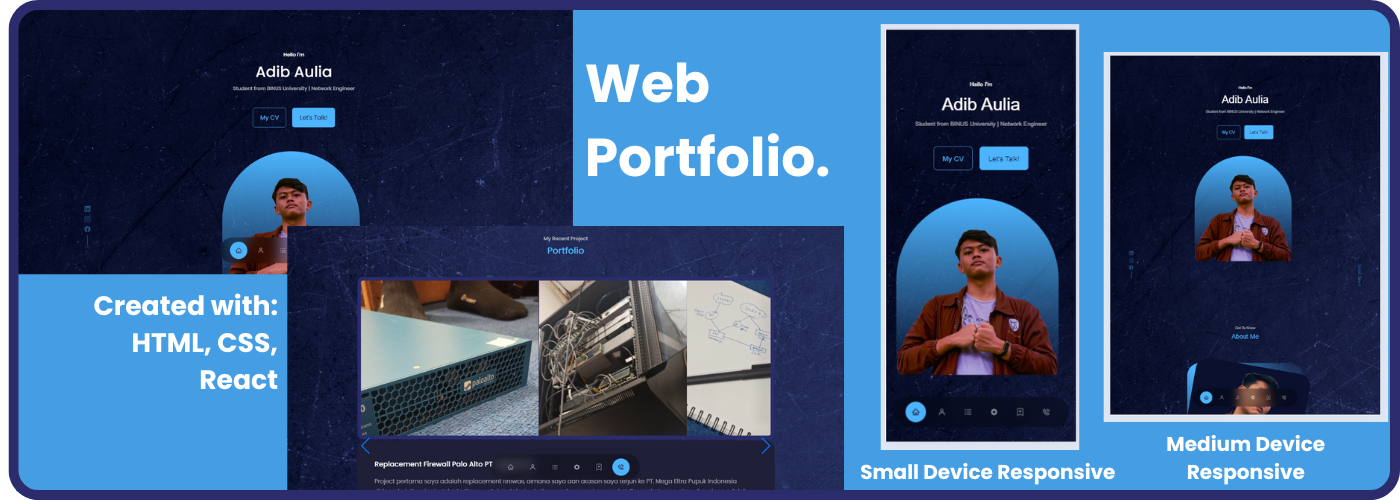 Hello I'm
Adib Aulia
Student from BINUS University | Network Engineer
My CV
Let's Talk!
Web
Portfolio.
Created with:
HTML, CSS,
React
My Recent Project
Portfolio
paloalto
Replacement Firewall Palo Alto PT
Project pertama saya adalah replacement firewall, dimana saya dan atasan saya terjun ke PT. Mega Eltra Pupuk Indonesia
Hello I'm
Adib Aulia
Student from BINUS University | Network Engineer
My CV
Let's Talk!
Small Device Responsive
Hello I'm
Adib Aulia
Student from BINUS University | Network Engineer
My CV
Let's Talk!
Get To Know
About Me
Medium Device
Responsive